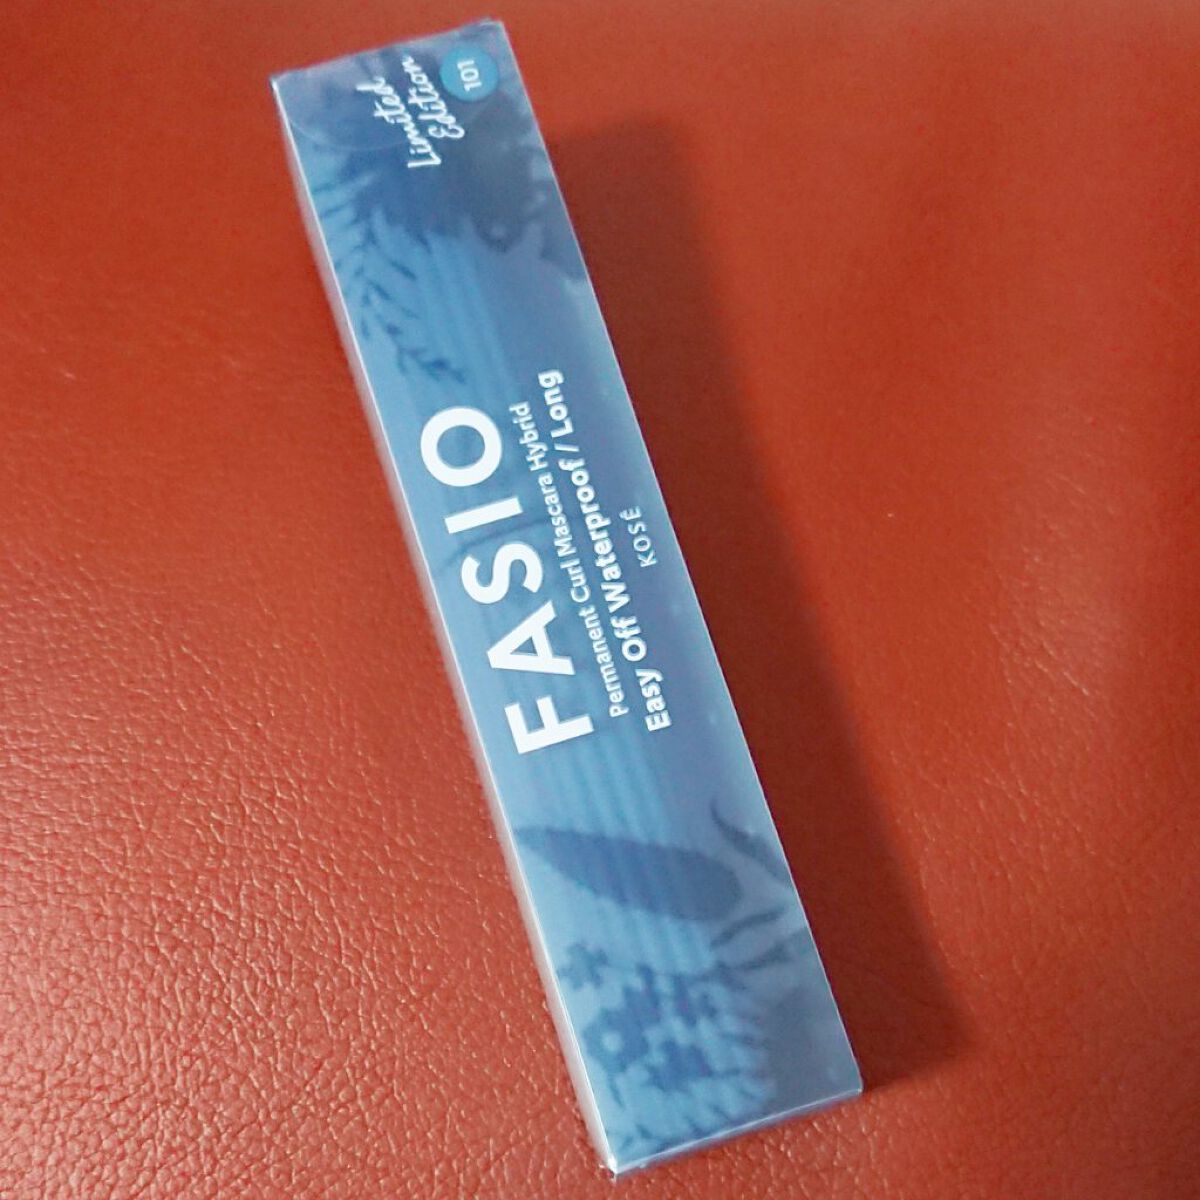 Limited
Edition
101
FASIO
Permanent Curl Mascara Hybrid
Easy Off Waterproof / Long
KOSÉ